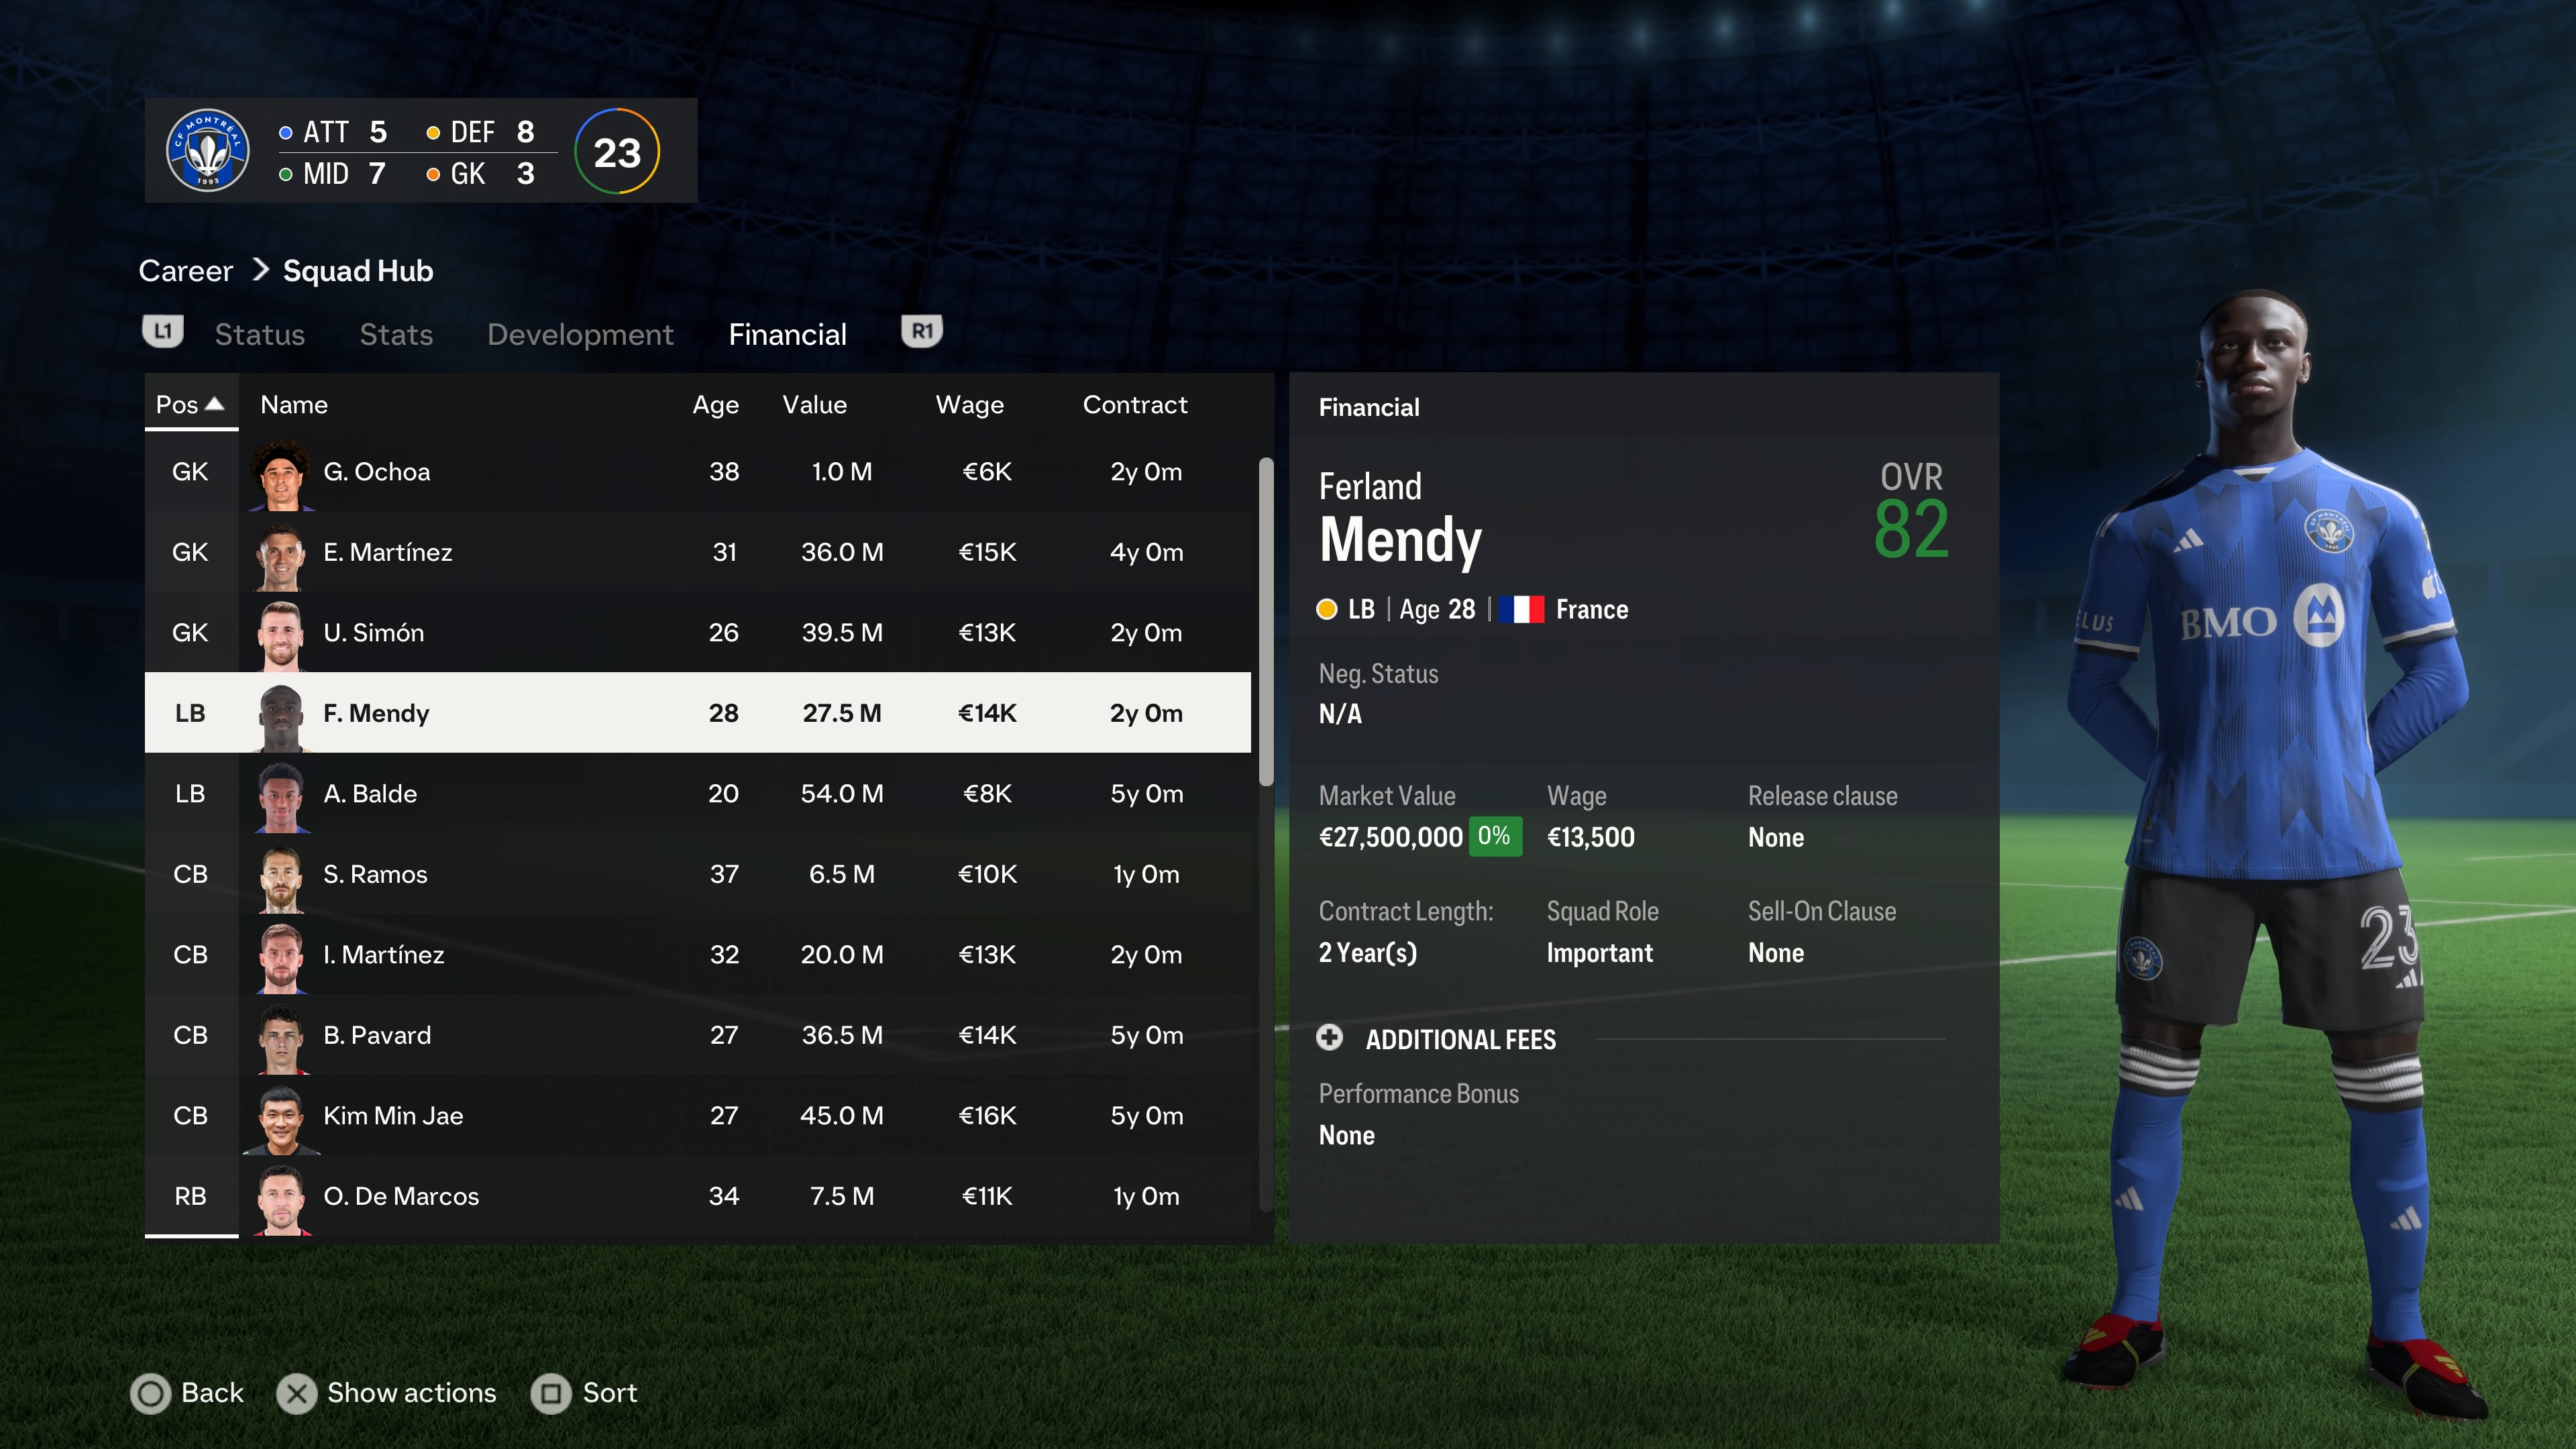 CF MONTRÉAL
1993
ATT 5 DEF 8
MID 7 GK 3
23
Career > Squad Hub
L1 Status Stats Development Financial R1
Pos Name Age Value Wage Contract
GK G. Ochoa 38 1.0 M €6K 2y 0m
GK E. Martínez 31 36.0 M €15K 4y 0m
GK U. Simón 26 39.5 M €13K 2y 0m
LB F. Mendy 28 27.5 M €14K 2y 0m
LB A. Balde 20 54.0 M €8K 5y 0m
CB S. Ramos 37 6.5 M €10K 1y 0m
CB I. Martínez 32 20.0 M €13K 2y 0m
CB B. Pavard 27 36.5 M €14K 5y 0m
CB Kim Min Jae 27 45.0 M €16K 5y 0m
RB O. De Marcos 34 7.5 M €11K 1y 0m
Financial
Ferland
Mendy
OVR
82
LB | Age 28 | France
Neg. Status
N/A
Market Value Wage Release clause
€27,500,000 0% €13,500 None
Contract Length: Squad Role Sell-On Clause
2 Year(s) Important None
ADDITIONAL FEES
Performance Bonus
None
ELUS
BMO
23
Back Show actions Sort